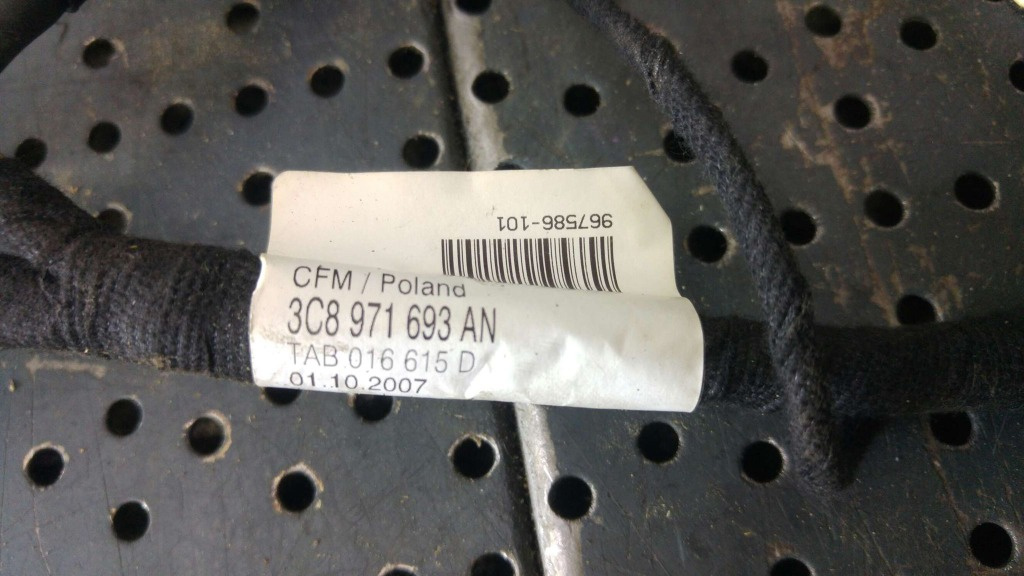 967586-101
CFM / Poland
3C8 971 693 AN
TAB 016 615 D
01.10.2007